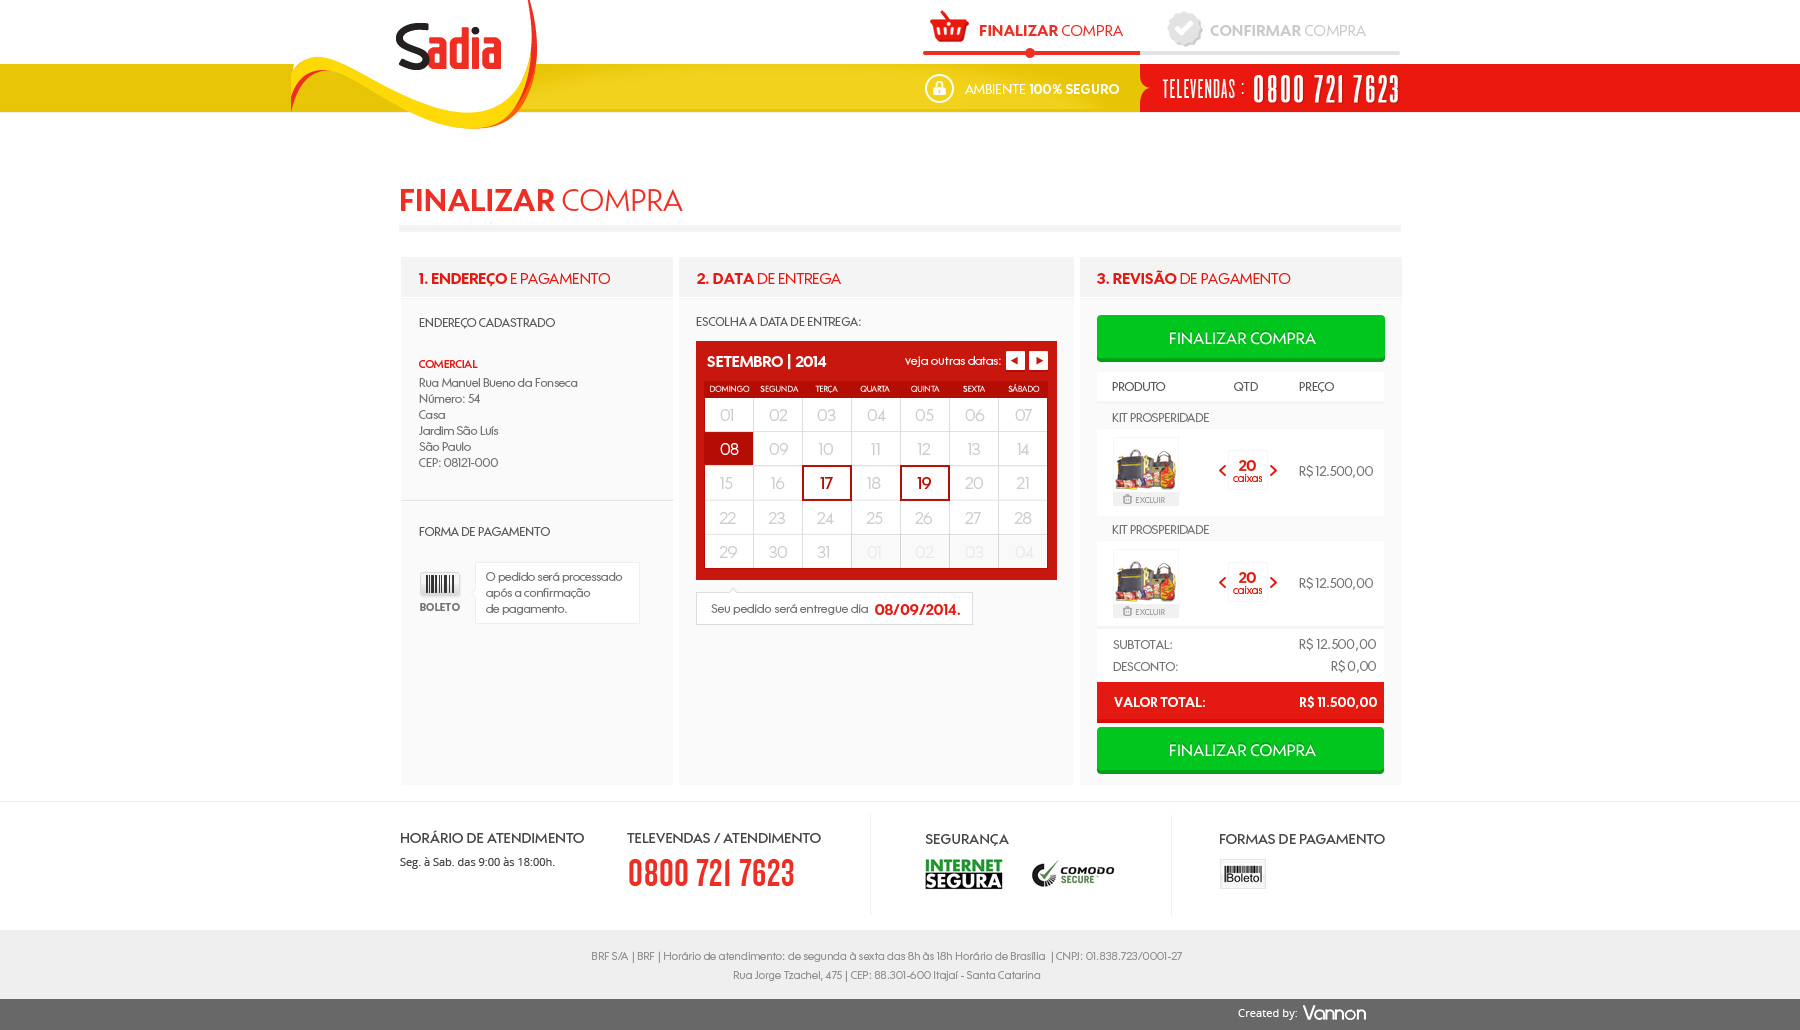 Sadia
FINALIZAR COMPRA
CONFIRMAR COMPRA
AMBIENTE 100% SEGURO
TELEVENDAS : 0800 721 7623
FINALIZAR COMPRA
1. ENDEREÇO E PAGAMENTO
ENDEREÇO CADASTRADO
COMERCIAL
Rua Manuel Bueno da Fonseca
Número: 54
Casa
Jardim São Luís
São Paulo
CEP: 08121-000
FORMA DE PAGAMENTO
BOLETO
O pedido será processado
após a confirmação
de pagamento.
2. DATA DE ENTREGA
ESCOLHA A DATA DE ENTREGA:
SETEMBRO | 2014
veja outras datas:
DOMINGO SEGUNDA TERÇA QUARTA QUINTA SEXTA SÁBADO
01 02 03 04 05 06 07
08 09 10 11 12 13 14
15 16 17 18 19 20 21
22 23 24 25 26 27 28
29 30 31 01 02 03 04
Seu pedido será entregue dia 08/09/2014.
3. REVISÃO DE PAGAMENTO
FINALIZAR COMPRA
PRODUTO QTD PREÇO
KIT PROSPERIDADE
20
caixas
R$ 12.500,00
EXCLUIR
KIT PROSPERIDADE
20
caixas
R$ 12.500,00
EXCLUIR
SUBTOTAL: R$ 12.500,00
DESCONTO: R$ 0,00
VALOR TOTAL: R$ 11.500,00
FINALIZAR COMPRA
HORÁRIO DE ATENDIMENTO
Seg. à Sab. das 9:00 às 18:00h.
TELEVENDAS / ATENDIMENTO
0800 721 7623
SEGURANÇA
INTERNET
SEGURA
COMODO
SECURE
FORMAS DE PAGAMENTO
Boleto
BRF S/A | BRF | Horário de atendimento: de segunda à sexta das 8h às 18h Horário de Brasília | CNPJ: 01.838.723/0001-27
Rua Jorge Tzachel, 475 | CEP: 88.301-600 Itajaí - Santa Catarina
Created by: Vannon